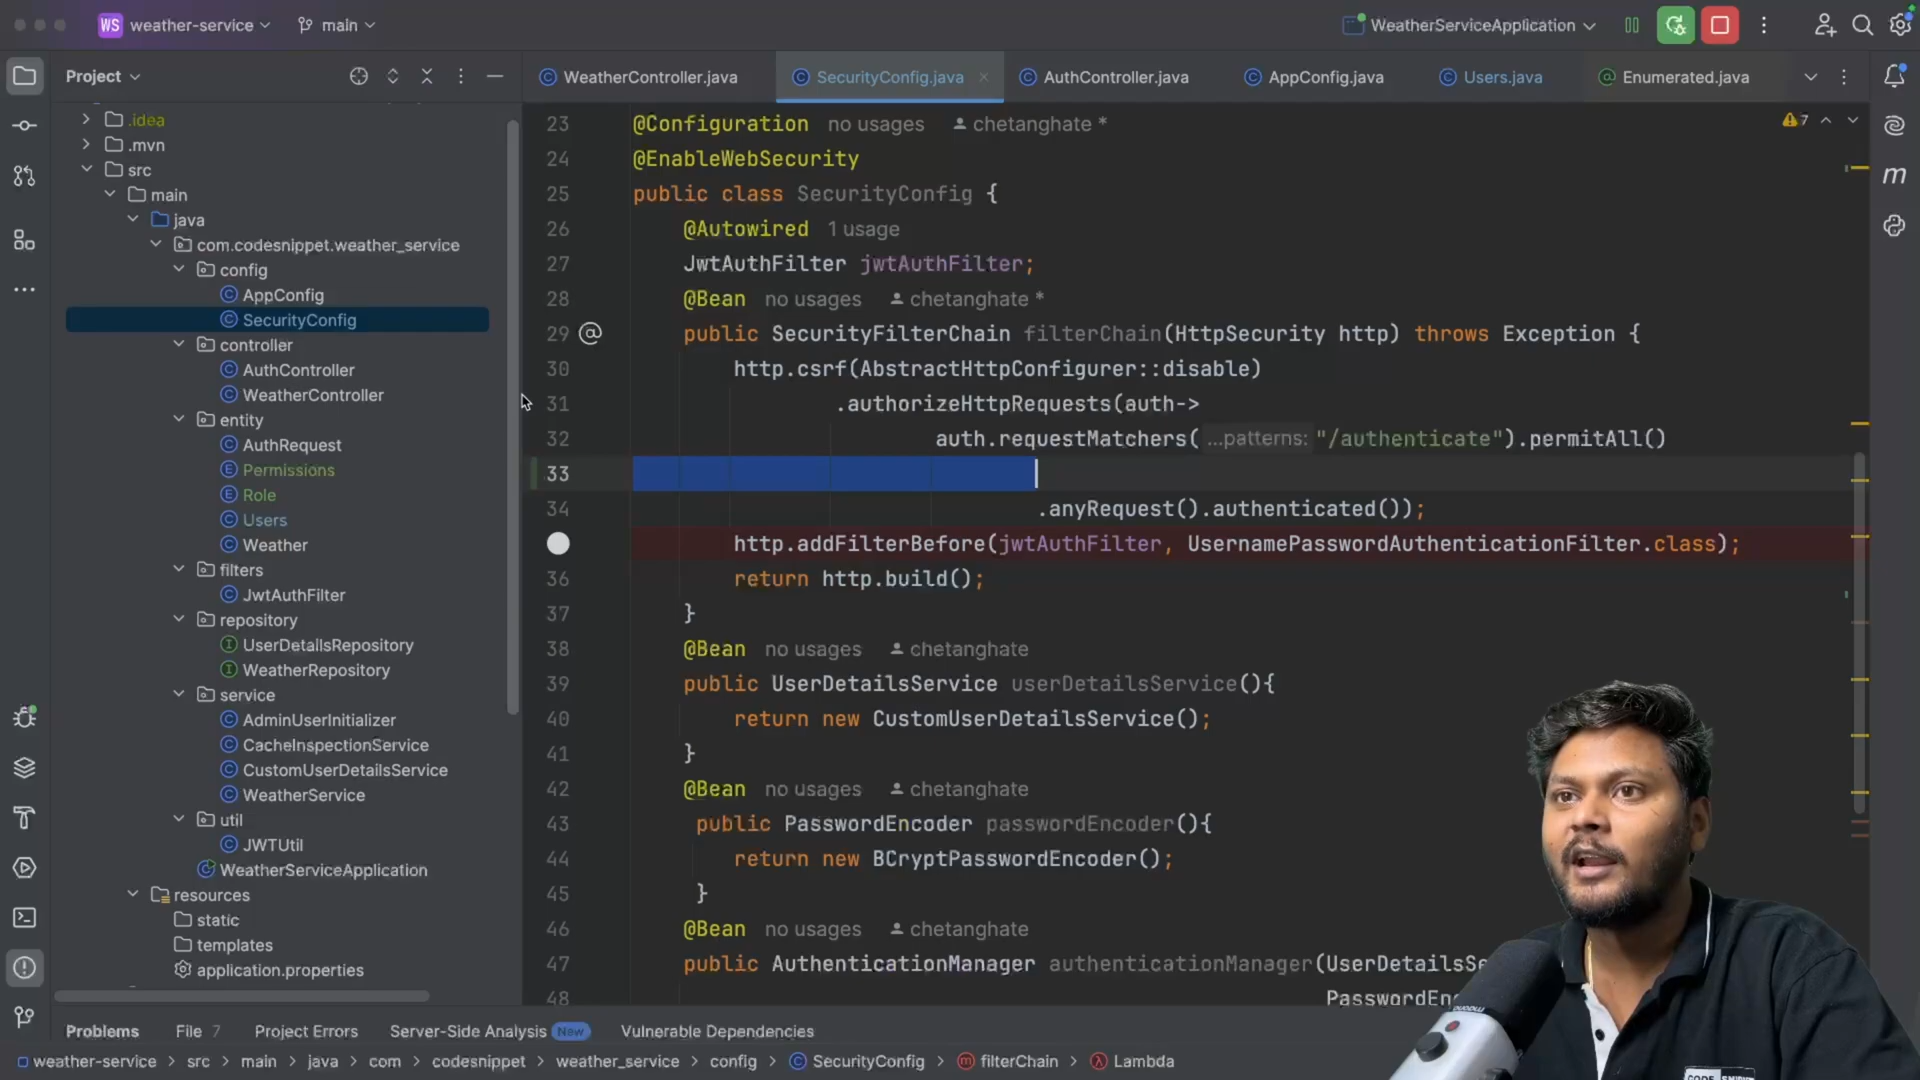 WS weather-service main WeatherServiceApplication
Project
WeatherController.java SecurityConfig.java AuthController.java AppConfig.java Users.java Enumerated.java
.idea
.mvn
src
main
java
com.codesnippet.weather_service
config
AppConfig
SecurityConfig
controller
AuthController
WeatherController
entity
AuthRequest
Permissions
Role
Users
Weather
filters
JwtAuthFilter
repository
UserDetailsRepository
WeatherRepository
service
AdminUserInitializer
CacheInspectionService
CustomUserDetailsService
WeatherService
util
JWTUtil
WeatherServiceApplication
resources
static
templates
application.properties
7
23 @Configuration no usages chetanghate *
24 @EnableWebSecurity
25 public class SecurityConfig {
26 @Autowired 1 usage
27 JwtAuthFilter jwtAuthFilter;
28 @Bean no usages chetanghate *
29 public SecurityFilterChain filterChain(HttpSecurity http) throws Exception {
30 http.csrf(AbstractHttpConfigurer::disable)
31 .authorizeHttpRequests(auth->
32 auth.requestMatchers( ...patterns: "/authenticate").permitAll()
33
34 .anyRequest().authenticated());
http.addFilterBefore(jwtAuthFilter, UsernamePasswordAuthenticationFilter.class);
36 return http.build();
37 }
38 @Bean no usages chetanghate
39 public UserDetailsService userDetailsService(){
40 return new CustomUserDetailsService();
41 }
42 @Bean no usages chetanghate
43 public PasswordEncoder passwordEncoder(){
44 return new BCryptPasswordEncoder();
45 }
46 @Bean no usages chetanghate
47 public AuthenticationManager authenticationManager(UserDetailsSe
48 PasswordEn
Problems File 7 Project Errors Server-Side Analysis New Vulnerable Dependencies
weather-service > src > main > java > com > codesnippet > weather_service > config > SecurityConfig > filterChain > Lambda